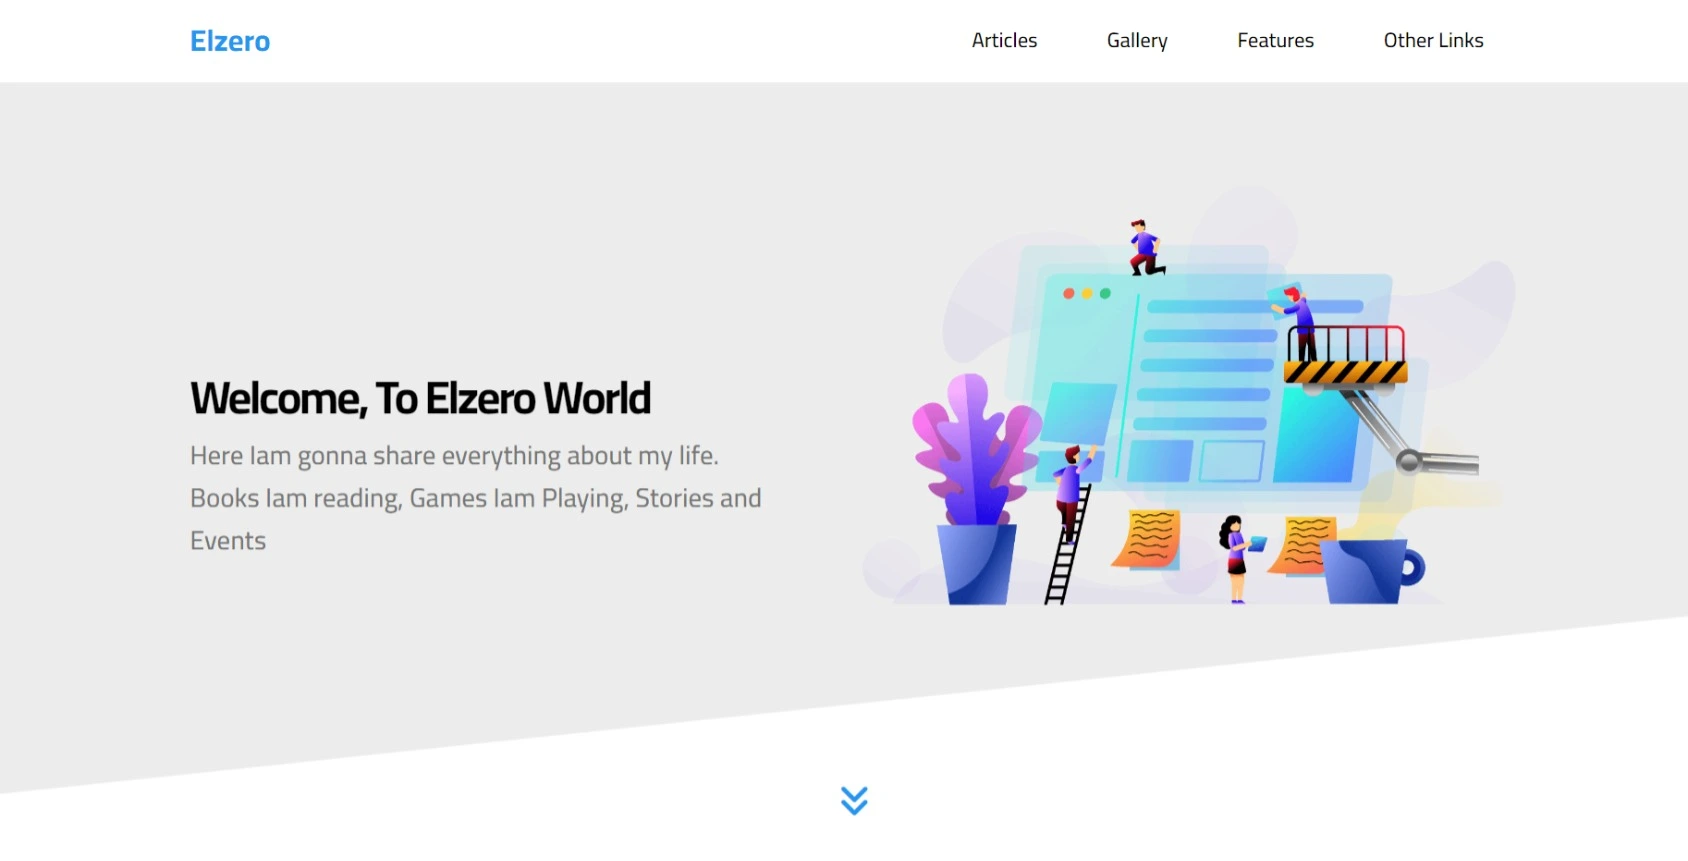 Elzero
Articles
Gallery
Features
Other Links
Welcome, To Elzero World
Here Iam gonna share everything about my life.
Books Iam reading, Games Iam Playing, Stories and
Events